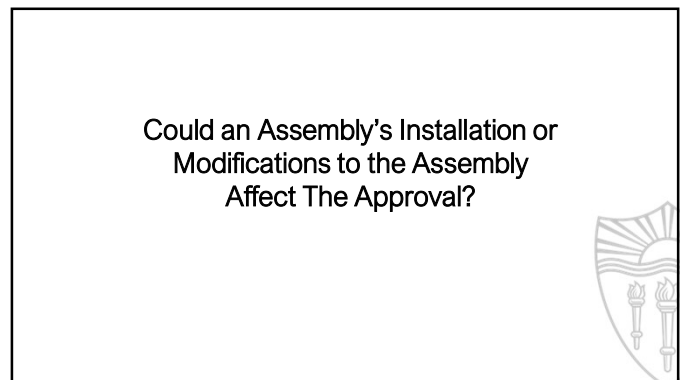 Could an Assembly’s Installation or
Modifications to the Assembly
Affect The Approval?